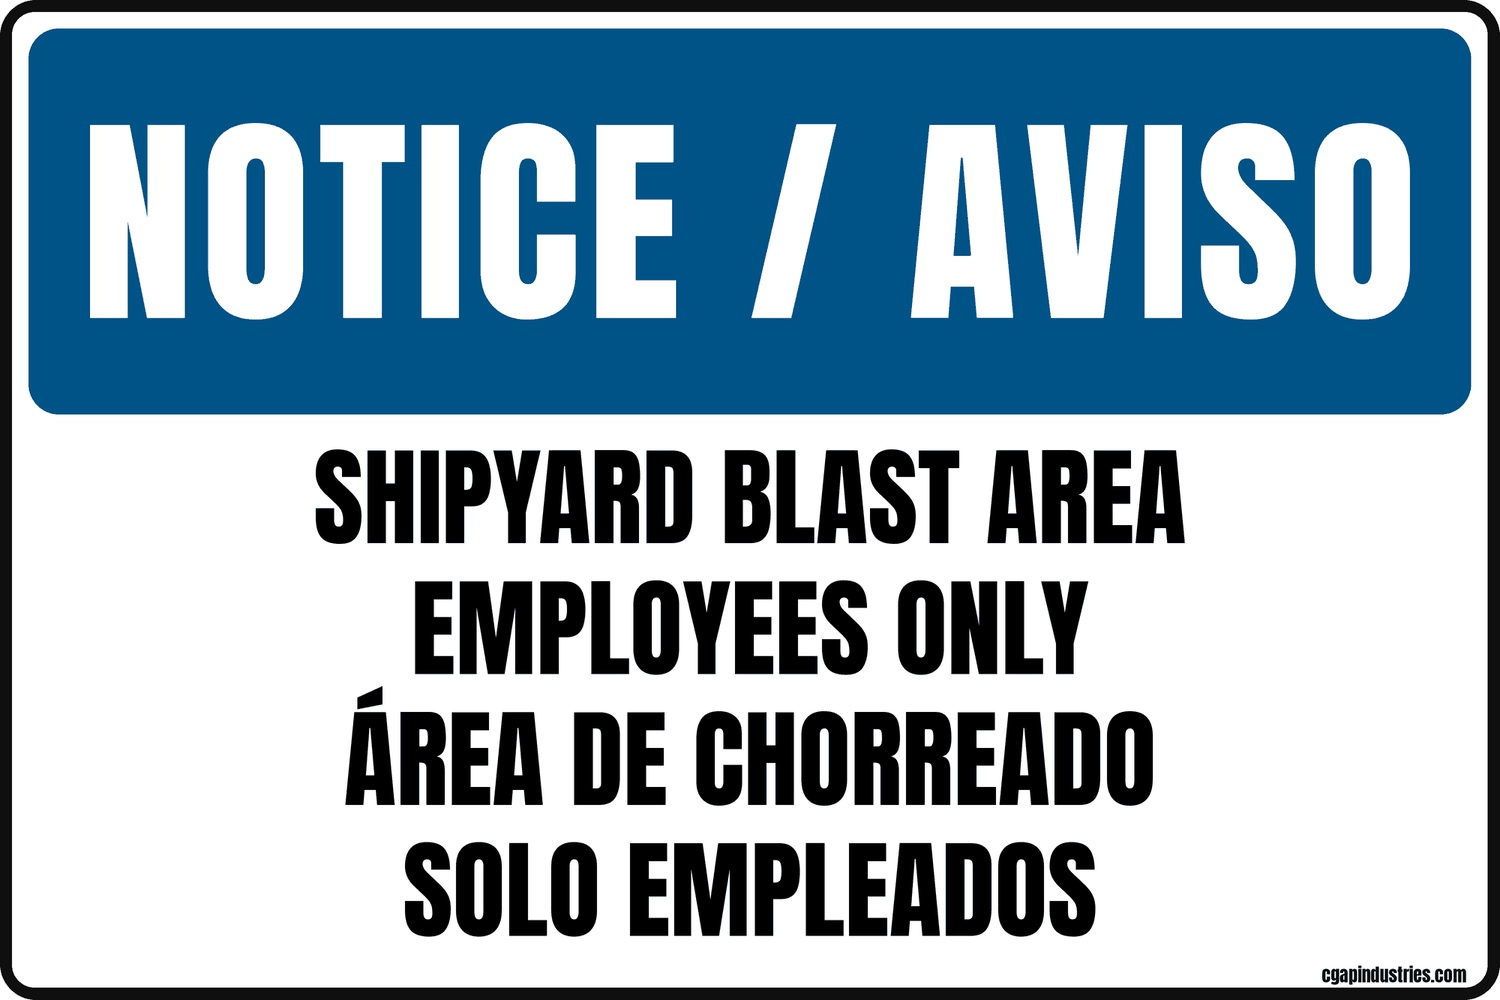 NOTICE / AVISO
SHIPYARD BLAST AREA
EMPLOYEES ONLY
ÁREA DE CHORREADO
SOLO EMPLEADOS
cgapindustries.com